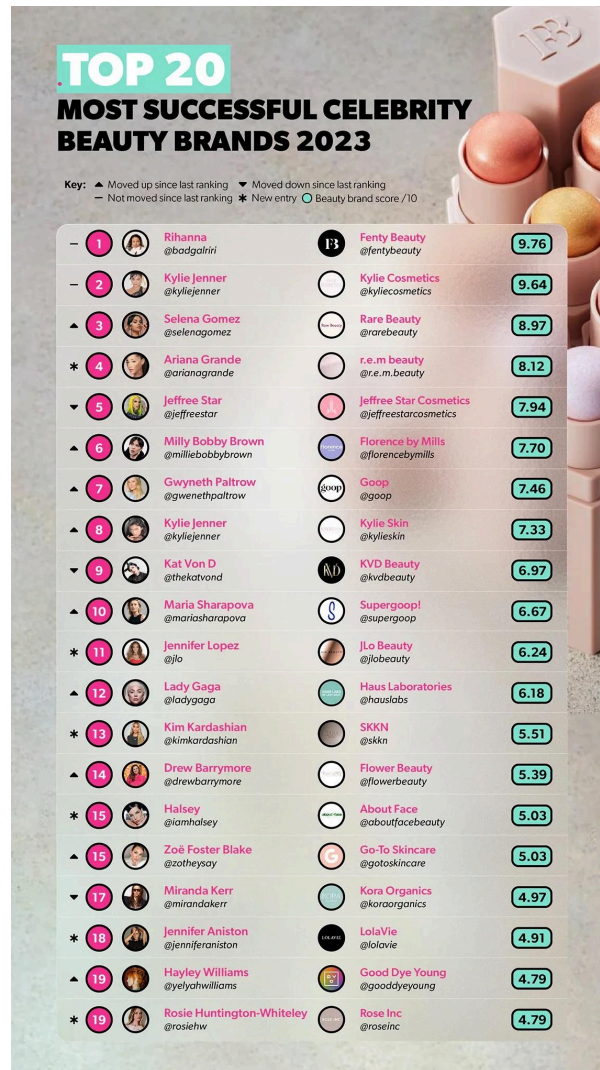 TOP 20
MOST SUCCESSFUL CELEBRITY
BEAUTY BRANDS 2023
Key: ▲ Moved up since last ranking ▼ Moved down since last ranking
– Not moved since last ranking * New entry Beauty brand score /10
– 1 Rihanna FB Fenty Beauty 9.76
@badgalriri @fentybeauty
– 2 Kylie Jenner Kylie Cosmetics 9.64
@kyliejenner @kyliecosmetics
▲ 3 Selena Gomez Rare Beauty 8.97
@selenagomez @rarebeauty
* 4 Ariana Grande r.e.m beauty 8.12
@arianagrande @r.e.m.beauty
▼ 5 Jeffree Star Jeffree Star Cosmetics 7.94
@jeffreestar @jeffreestarcosmetics
▲ 6 Milly Bobby Brown florence Florence by Mills 7.70
@milliebobbybrown @florencebymills
▲ 7 Gwyneth Paltrow goop Goop 7.46
@gwenethpaltrow @goop
▲ 8 Kylie Jenner Kylie Skin 7.33
@kyliejenner @kylieskin
▼ 9 Kat Von D KVD KVD Beauty 6.97
@thekatvond @kvdbeauty
▲ 10 Maria Sharapova Supergoop! 6.67
@mariasharapova @supergoop
* 11 Jennifer Lopez JLo Beauty 6.24
@jlo @jlobeauty
▲ 12 Lady Gaga Haus Laboratories 6.18
@ladygaga @hauslabs
* 13 Kim Kardashian SKKN 5.51
@kimkardashian @skkn
▲ 14 Drew Barrymore Flower Beauty 5.39
@drewbarrymore @flowerbeauty
* 15 Halsey About Face 5.03
@iamhalsey @aboutfacebeauty
▲ 15 Zoë Foster Blake G Go-To Skincare 5.03
@zotheysay @gotoskincare
▼ 17 Miranda Kerr Kora Organics 4.97
@mirandakerr @koraorganics
* 18 Jennifer Aniston LOLAVIE LolaVie 4.91
@jenniferaniston @lolavie
▲ 19 Hayley Williams Good Dye Young 4.79
@yelyahwilliams @gooddyeyoung
* 19 Rosie Huntington-Whiteley Rose Inc 4.79
@rosiehw @roseinc